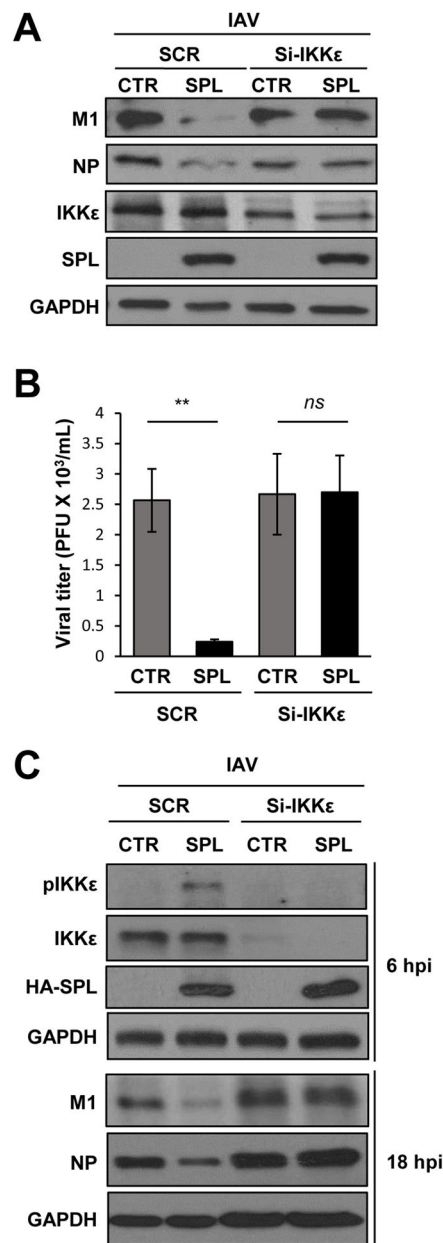 A
IAV
SCR Si-IKKε
CTR SPL CTR SPL
M1
NP
IKKε
SPL
GAPDH
B
** ns
Viral titer (PFU X 10³/mL)
4
3.5
3
2.5
2
1.5
1
0.5
0
CTR SPL CTR SPL
SCR Si-IKKε
C
IAV
SCR Si-IKKε
CTR SPL CTR SPL
pIKKε
IKKε
HA-SPL
GAPDH
6 hpi
M1
NP
GAPDH
18 hpi